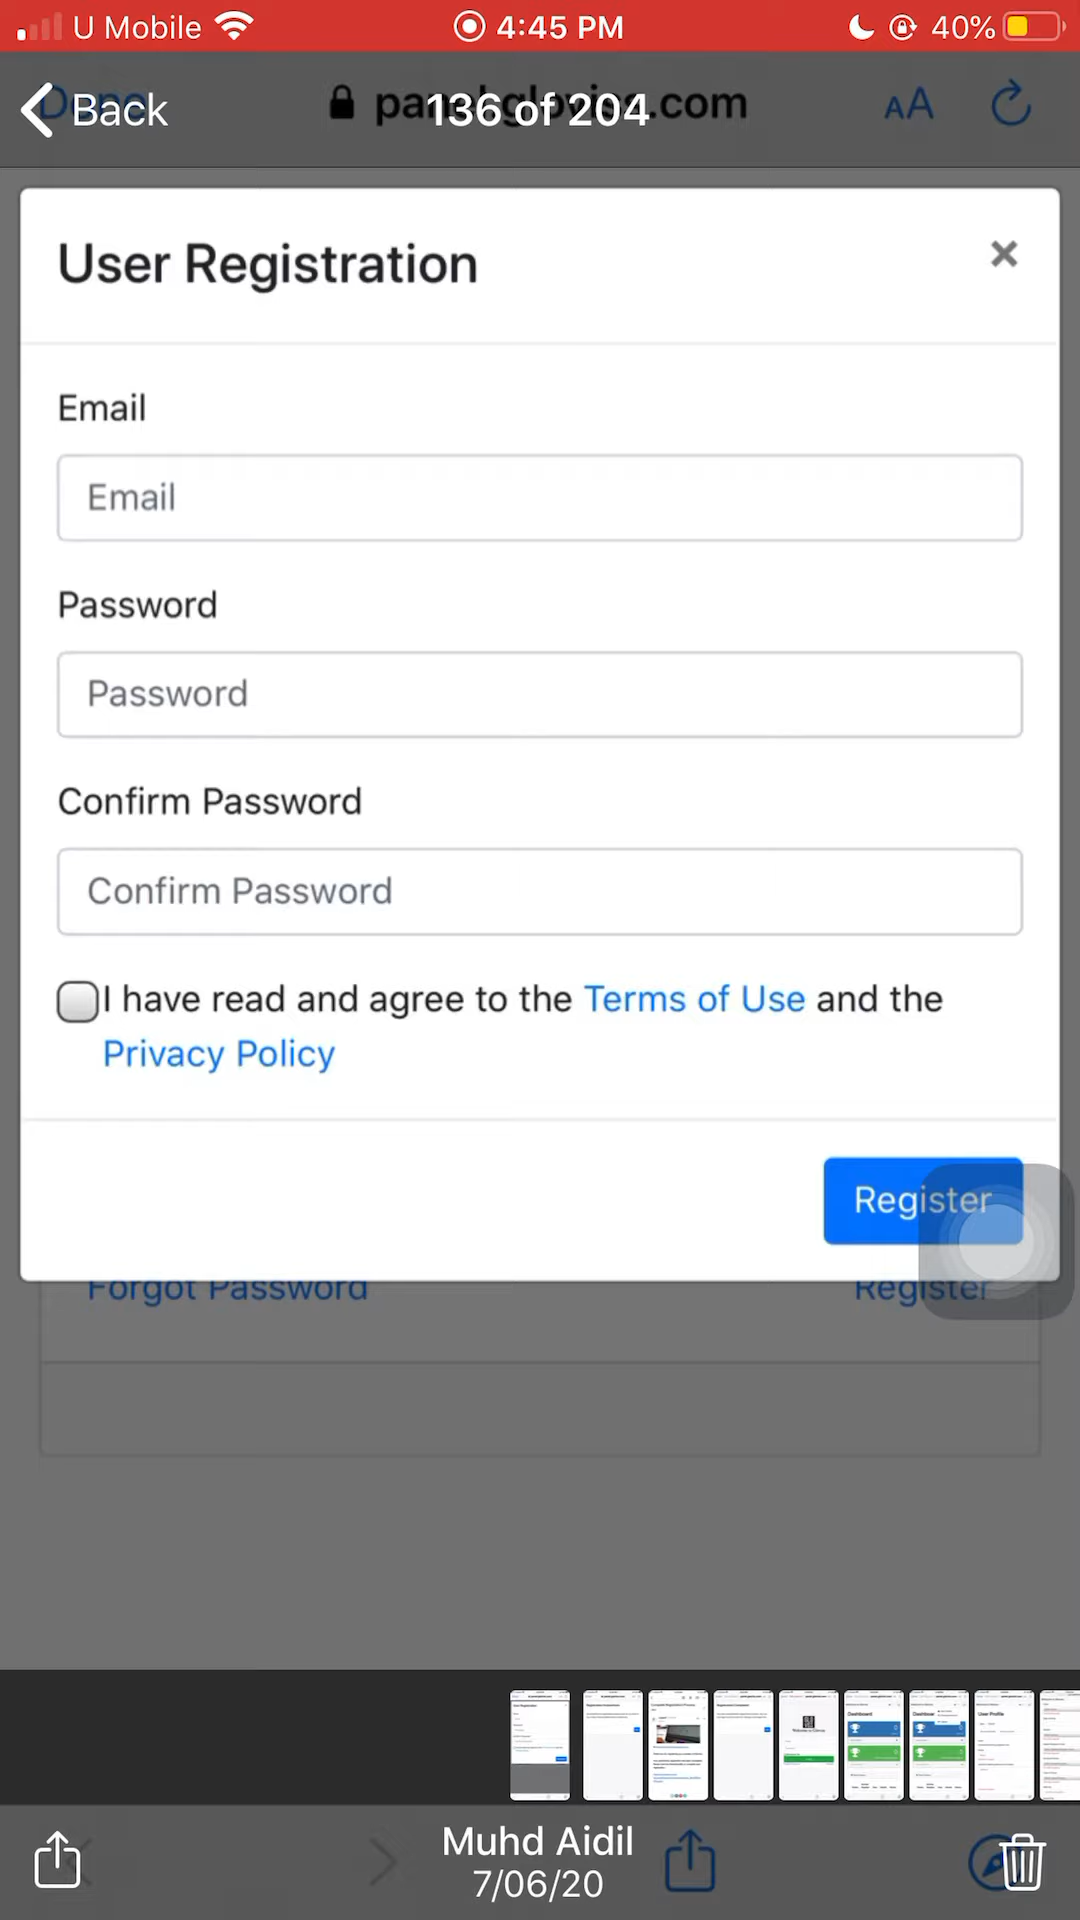 U Mobile
4:45 PM
40%
Back
136 of 204
AA
User Registration
×
Email
Email
Password
Password
Confirm Password
Confirm Password
I have read and agree to the Terms of Use and the
Privacy Policy
Register
Forgot Password
Register
Muhd Aidil
7/06/20